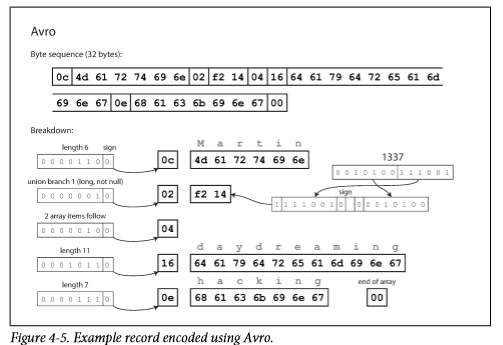 Avro
Byte sequence (32 bytes):
0c 4d 61 72 74 69 6e 02 f2 14 04 16 64 61 79 64 72 65 61 6d
69 6e 67 0e 68 61 63 6b 69 6e 67 00
Breakdown:
length 6 sign
0 0 0 0 1 1 0 0
0c
M a r t i n
4d 61 72 74 69 6e
1337
0 0 1 0 1 0 0 1 1 1 0 0 1
union branch 1 (long, not null)
0 0 0 0 0 0 1 0
02
f2 14
sign
1 1 1 1 0 0 1 0 0 0 0 1 0 1 0 0
2 array items follow
0 0 0 0 0 1 0 0
04
length 11
0 0 0 1 0 1 1 0
16
d a y d r e a m i n g
64 61 79 64 72 65 61 6d 69 6e 67
length 7
0 0 0 0 1 1 1 0
0e
h a c k i n g
68 61 63 6b 69 6e 67
end of array
00
Figure 4-5. Example record encoded using Avro.